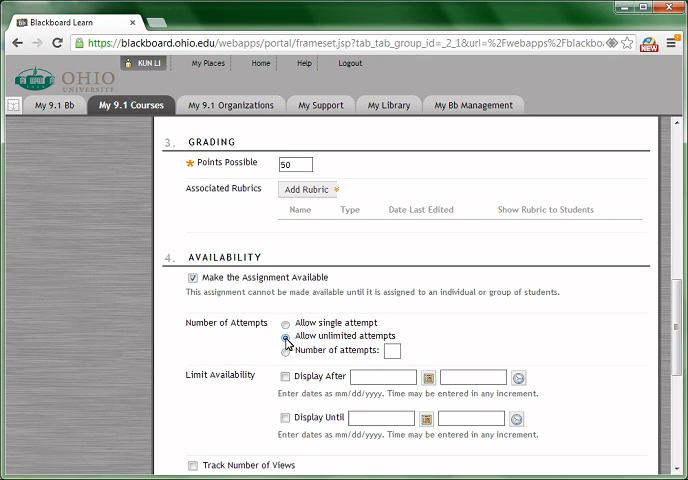 Blackboard Learn
https://blackboard.ohio.edu/webapps/portal/frameset.jsp?tab_tab_group_id=_2_1&url=%2Fwebapps%2Fblackbo
NEW
KUN LI My Places Home Help Logout
OHIO
UNIVERSITY
My 9.1 Bb My 9.1 Courses My 9.1 Organizations My Support My Library My Bb Management
3. GRADING
Points Possible 50
Associated Rubrics Add Rubric
Name Type Date Last Edited Show Rubric to Students
4. AVAILABILITY
Make the Assignment Available
This assignment cannot be made available until it is assigned to an individual or group of students.
Number of Attempts Allow single attempt
Allow unlimited attempts
Number of attempts:
Limit Availability Display After
Enter dates as mm/dd/yyyy. Time may be entered in any increment.
Display Until
Enter dates as mm/dd/yyyy. Time may be entered in any increment.
Track Number of Views